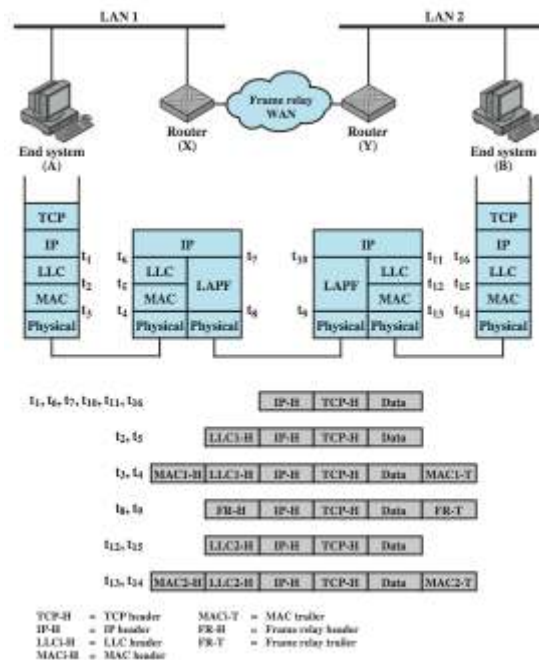 LAN 1
LAN 2
Frame relay
WAN
Router
(X)
Router
(Y)
End system
(A)
End system
(B)
TCP
IP
LLC
MAC
Physical
t1
t2
t3
t6
t5
t4
IP
LLC
MAC
Physical
LAPF
Physical
t7
t8
t10
t9
IP
LAPF
Physical
LLC
MAC
Physical
t11
t12
t13
t16
t15
t14
TCP
IP
LLC
MAC
Physical
t1, t6, t7, t10, t11, t16
IP-H TCP-H Data
t2, t5
LLC1-H IP-H TCP-H Data
t3, t4
MAC1-H LLC1-H IP-H TCP-H Data MAC1-T
t8, t9
FR-H IP-H TCP-H Data FR-T
t12, t15
LLC2-H IP-H TCP-H Data
t13, t14
MAC2-H LLC2-H IP-H TCP-H Data MAC2-T
TCP-H = TCP header
IP-H = IP header
LLCi-H = LLC header
MACi-H = MAC header
MACi-T = MAC trailer
FR-H = Frame relay header
FR-T = Frame relay trailer